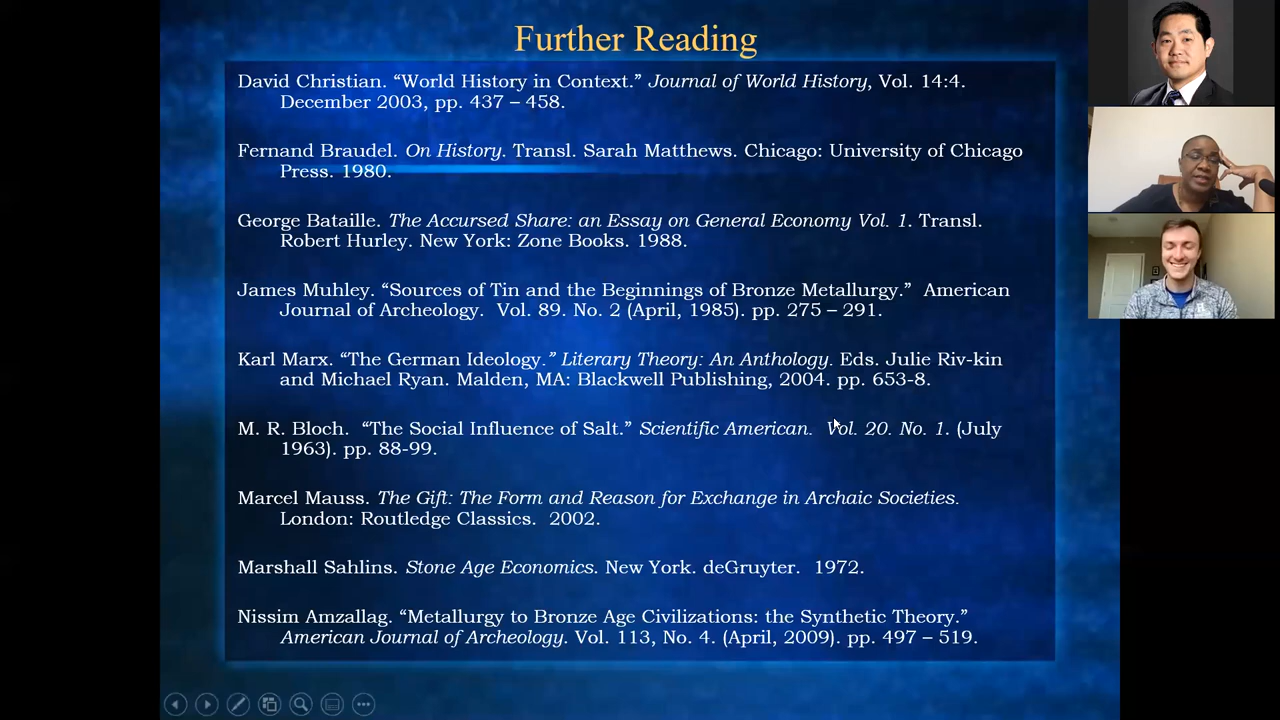 Further Reading
David Christian. “World History in Context.” Journal of World History, Vol. 14:4.
December 2003, pp. 437 – 458.
Fernand Braudel. On History. Transl. Sarah Matthews. Chicago: University of Chicago
Press. 1980.
George Bataille. The Accursed Share: an Essay on General Economy Vol. 1. Transl.
Robert Hurley. New York: Zone Books. 1988.
James Muhley. “Sources of Tin and the Beginnings of Bronze Metallurgy.” American
Journal of Archeology. Vol. 89. No. 2 (April, 1985). pp. 275 – 291.
Karl Marx. “The German Ideology.” Literary Theory: An Anthology. Eds. Julie Riv-kin
and Michael Ryan. Malden, MA: Blackwell Publishing, 2004. pp. 653-8.
M. R. Bloch. “The Social Influence of Salt.” Scientific American. Vol. 20. No. 1. (July
1963). pp. 88-99.
Marcel Mauss. The Gift: The Form and Reason for Exchange in Archaic Societies.
London: Routledge Classics. 2002.
Marshall Sahlins. Stone Age Economics. New York. deGruyter. 1972.
Nissim Amzallag. “Metallurgy to Bronze Age Civilizations: the Synthetic Theory.”
American Journal of Archeology. Vol. 113, No. 4. (April, 2009). pp. 497 – 519.